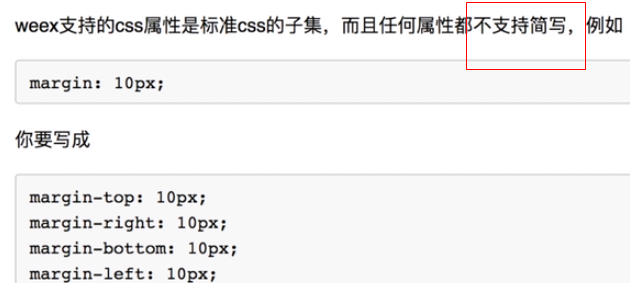 weex支持的css属性是标准css的子集，而且任何属性都不支持简写，例如
margin: 10px;
你要写成
margin-top: 10px;
margin-right: 10px;
margin-bottom: 10px;
margin-left: 10px;